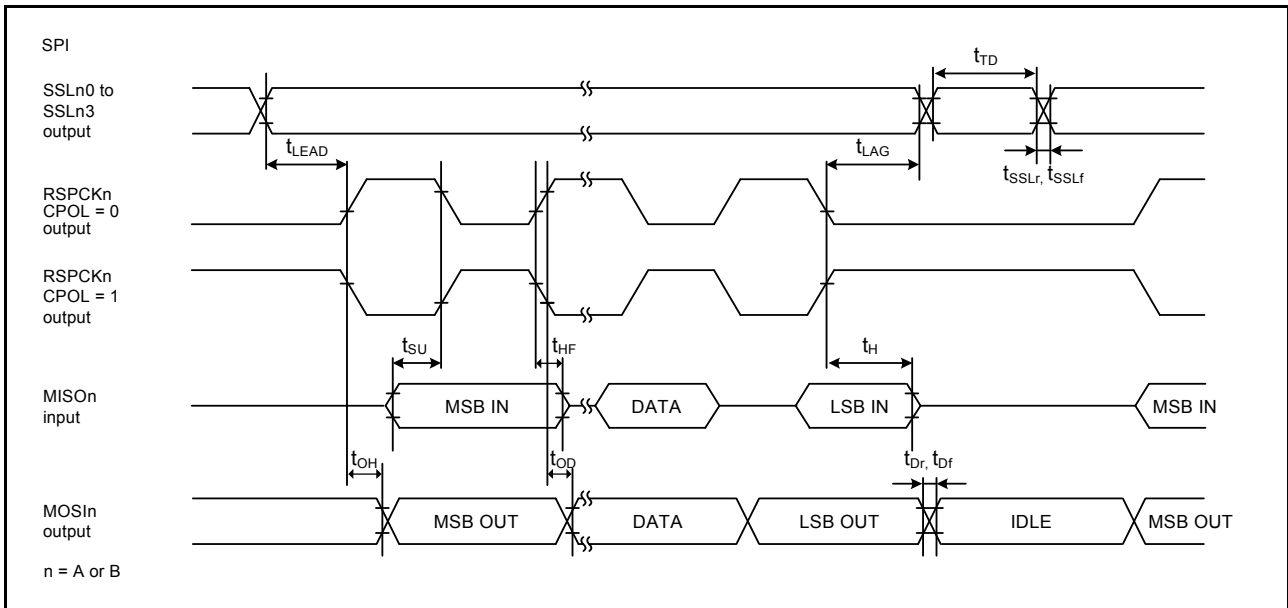 SPI
SSLn0 to
SSLn3
output
tTD
tLEAD
tLAG
tSSLr, tSSLf
RSPCKn
CPOL = 0
output
RSPCKn
CPOL = 1
output
tSU
tHF
tH
MISOn
input
MSB IN
DATA
LSB IN
MSB IN
tOH
tOD
tDr, tDf
MOSIn
output
MSB OUT
DATA
LSB OUT
IDLE
MSB OUT
n = A or B